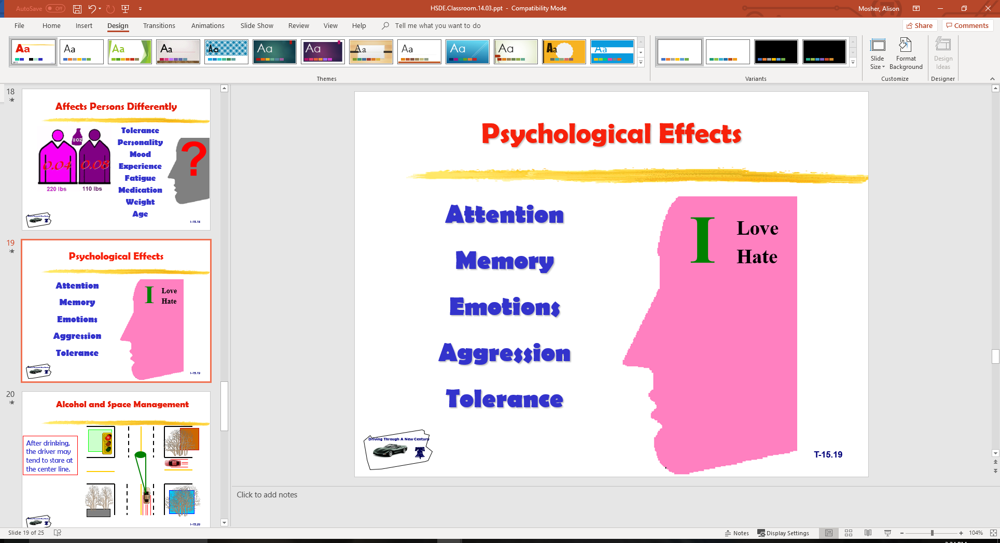 AutoSave Off
HSDE.Classroom.14.03.ppt - Compatibility Mode
Mosher, Alison
File Home Insert Design Transitions Animations Slide Show Review View Help Tell me what you want to do
Share Comments
Aa Aa Aa Aa Aa Aa Aa Aa Aa Aa Aa Aa Aa
Slide Size
Format Background
Design Ideas
Themes Variants Customize Designer
18
Affects Persons Differently
8OZ
0.04 0.08
220 lbs 110 lbs
Tolerance
Personality
Mood
Experience
Fatigue
Medication
Weight
Age
?
T-15.18
19
Psychological Effects
Attention
Memory
Emotions
Aggression
Tolerance
I
Love
Hate
T-15.19
20
Alcohol and Space Management
After drinking,
the driver may
tend to stare at
the center line.
T-15.20
Psychological Effects
Attention
Memory
Emotions
Aggression
Tolerance
I
Love
Hate
Driving Through A New Century
T-15.19
Click to add notes
Slide 19 of 25
Notes Display Settings 104%